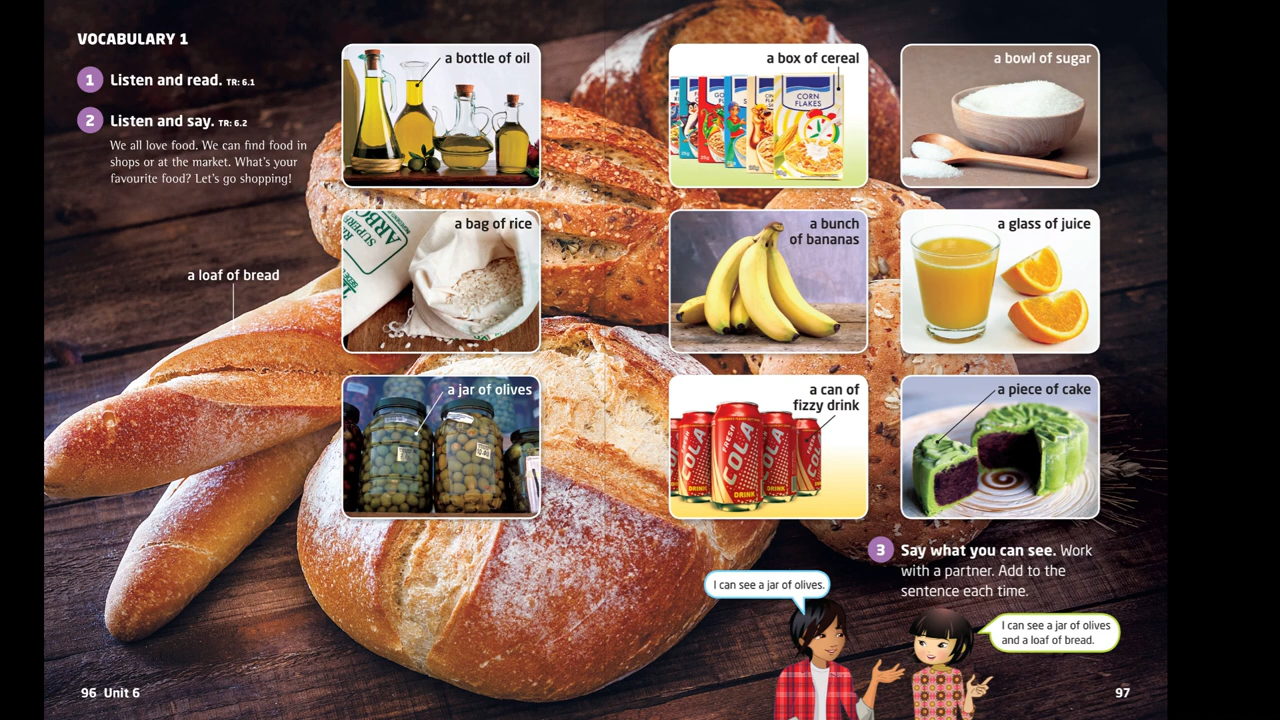 VOCABULARY 1
1 Listen and read. TR: 6.1
2 Listen and say. TR: 6.2
We all love food. We can find food in
shops or at the market. What's your
favourite food? Let's go shopping!
a loaf of bread
a bottle of oil
a box of cereal
CORN
FLAKES
a bowl of sugar
a bag of rice
a bunch
of bananas
a glass of juice
a jar of olives
a can of
fizzy drink
FRESH
COLA
DRINK
COLA
DRINK
COLA
DRINK
a piece of cake
3 Say what you can see. Work
with a partner. Add to the
sentence each time.
I can see a jar of olives.
I can see a jar of olives
and a loaf of bread.
96 Unit 6
97